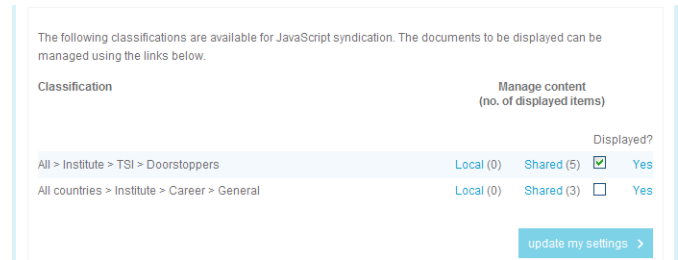 The following classifications are available for JavaScript syndication. The documents to be displayed can be
managed using the links below.
Classification Manage content
(no. of displayed items)
Displayed?
All > Institute > TSI > Doorstoppers Local (0) Shared (5) Yes
All countries > Institute > Career > General Local (0) Shared (3) Yes
update my settings >